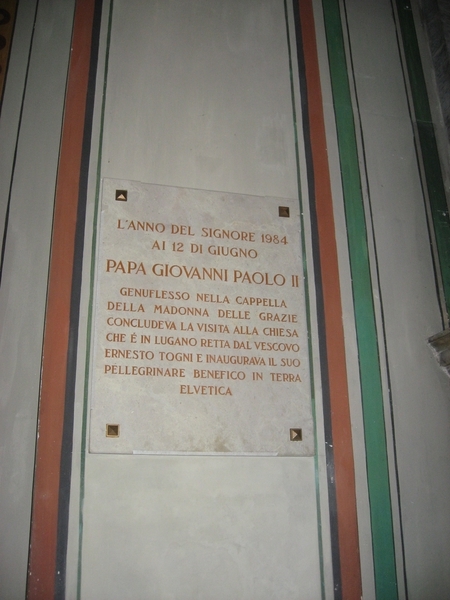 L'ANNO DEL SIGNORE 1984
AI 12 DI GIUGNO
PAPA GIOVANNI PAOLO II
GENUFLESSO NELLA CAPPELLA
DELLA MADONNA DELLE GRAZIE
CONCLUDEVA LA VISITA ALLA CHIESA
CHE É IN LUGANO RETTA DAL VESCOVO
ERNESTO TOGNI E INAUGURAVA IL SUO
PELLEGRINARE BENEFICO IN TERRA
ELVETICA